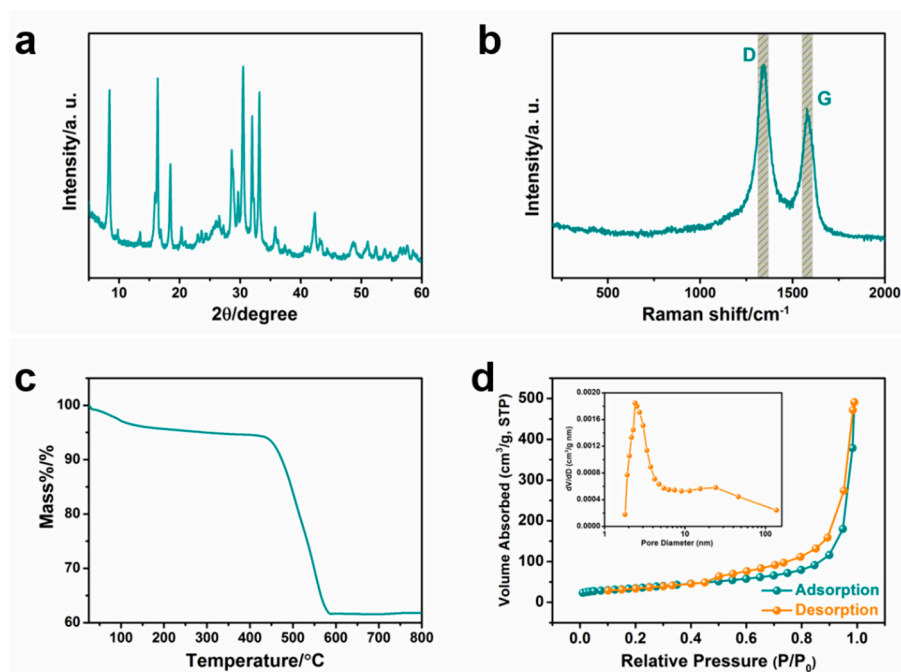 a
Intensity/a. u.
10 20 30 40 50 60
2θ/degree
b
D
G
Intensity/a. u.
500 1000 1500 2000
Raman shift/cm⁻¹
c
100
90
80
70
60
Mass%/%
100 200 300 400 500 600 700 800
Temperature/°C
d
500
400
300
200
100
0
Volume Absorbed (cm³/g, STP)
0.0020
0.0016
0.0012
0.0008
0.0004
0.0000
dV/dD (cm³/g nm)
1 10 100
Pore Diameter (nm)
Adsorption
Desorption
0.0 0.2 0.4 0.6 0.8 1.0
Relative Pressure (P/P₀)